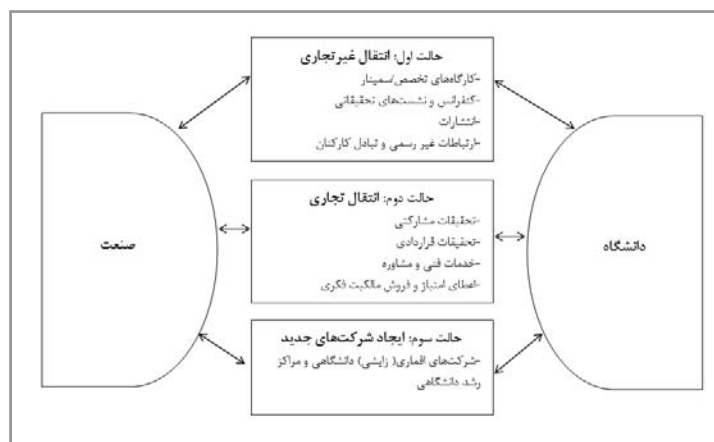 حالت اول: انتقال غیرتجاری
-کارگاه‌های تخصصی/سمینار
-کنفرانس و نشست‌های تحقیقاتی
-انتشارات
-ارتباطات غیر رسمی و تبادل کارکنان
دانشگاه
حالت دوم: انتقال تجاری
-تحقیقات مشارکتی
-تحقیقات قراردادی
-خدمات فنی و مشاوره
-اعطای امتیاز و فروش مالکیت فکری
صنعت
حالت سوم: ایجاد شرکت‌های جدید
-شرکت‌های اقماری( زایشی) دانشگاهی و مراکز
رشد دانشگاهی